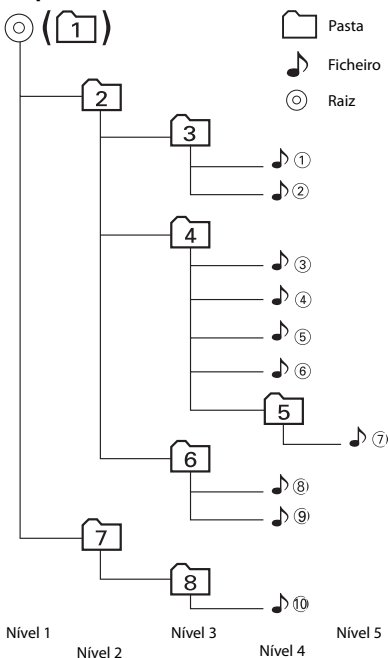 ( 1 )
Pasta
Ficheiro
Raiz
2
3
①
②
4
③
④
⑤
⑥
5
⑦
6
⑧
⑨
7
8
⑩
Nível 1
Nível 2
Nível 3
Nível 4
Nível 5